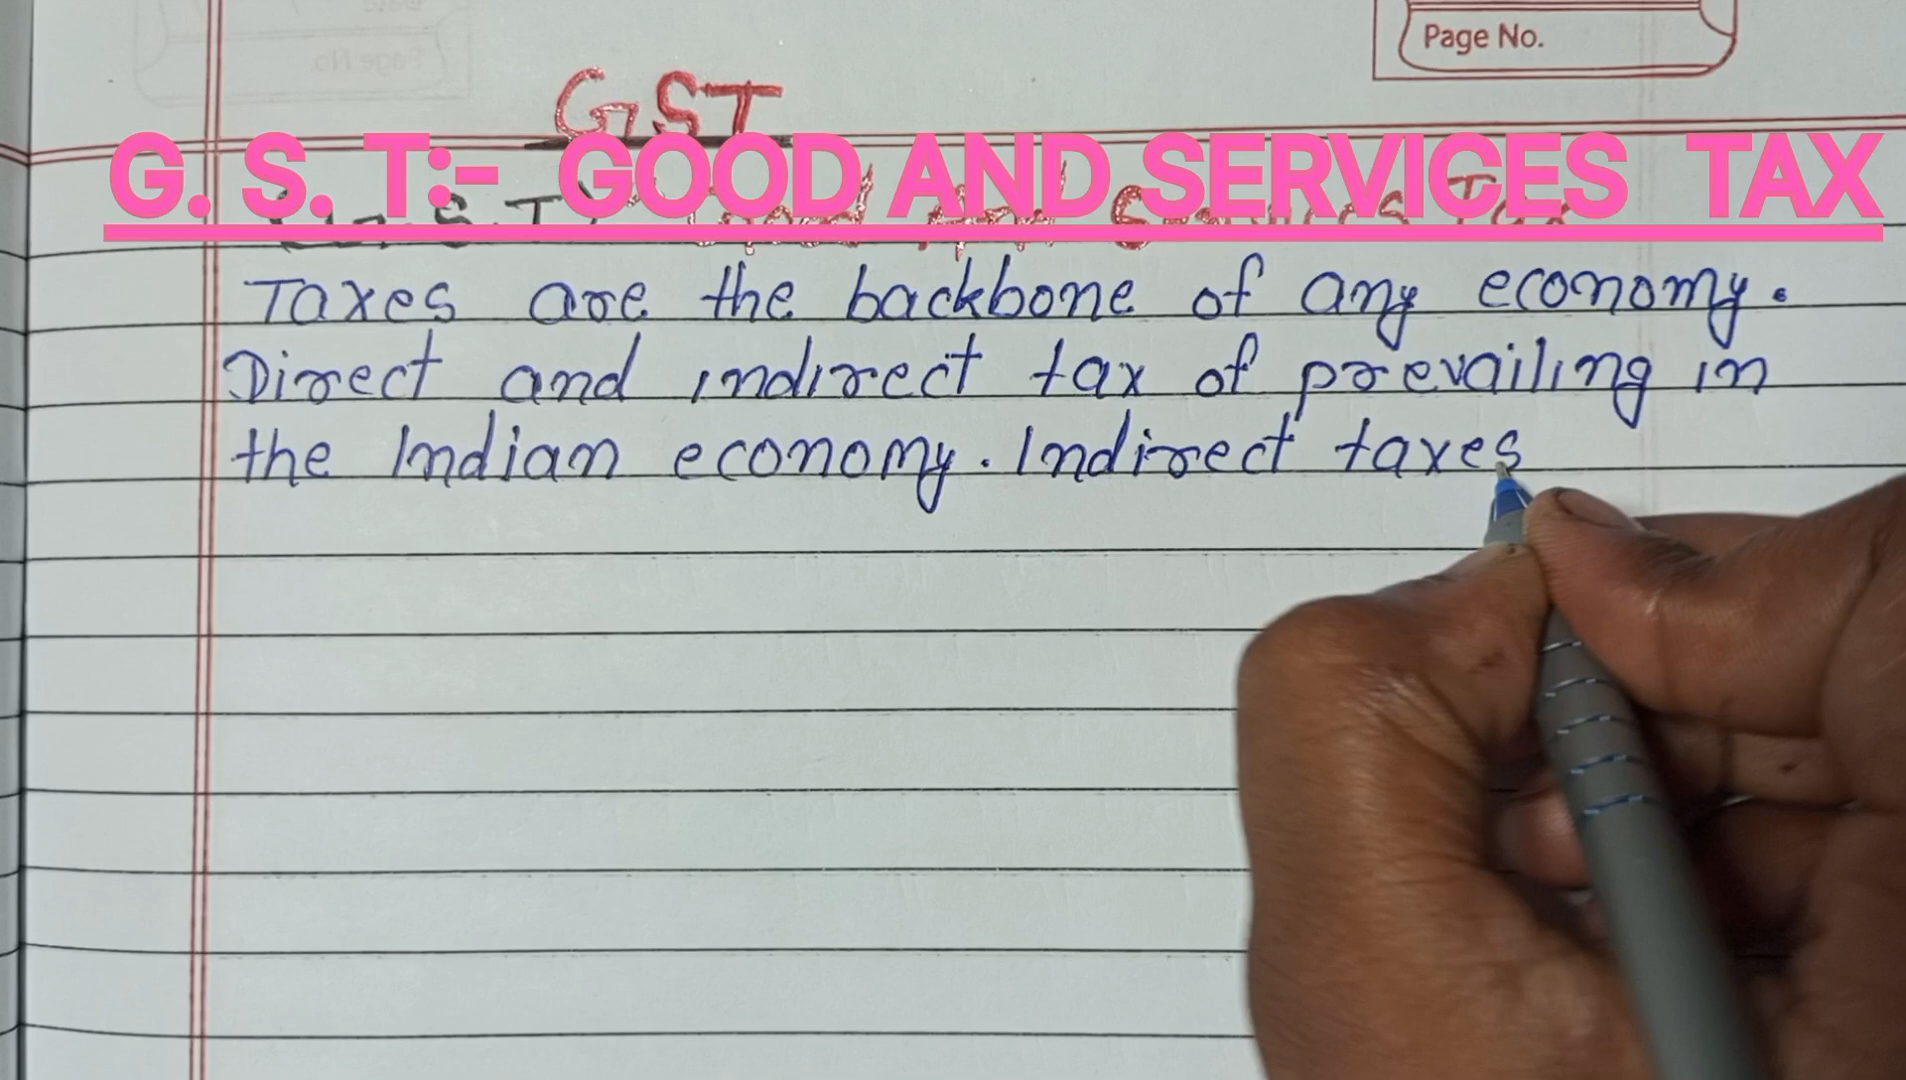 Page No.
GST
G. S. T:- GOOD AND SERVICES TAX
Taxes are the backbone of any economy.
Direct and indirect tax of prevailing in
the Indian economy. Indirect taxes